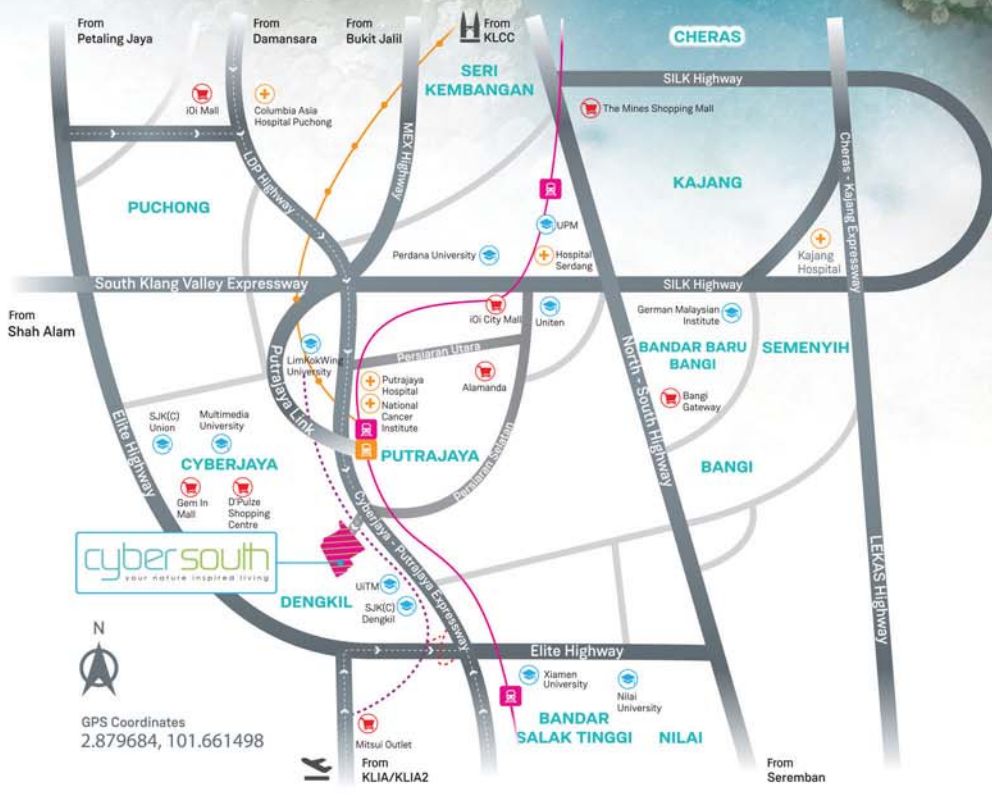 From
Petaling Jaya
From
Damansara
From
Bukit Jalil
From
KLCC
CHERAS
SERI
KEMBANGAN
SILK Highway
iOi Mall
Columbia Asia
Hospital Puchong
The Mines Shopping Mall
MEX Highway
LDP Highway
Cheras - Kajang Expressway
PUCHONG
KAJANG
UPM
Perdana University
Hospital
Serdang
Kajang
Hospital
South Klang Valley Expressway
SILK Highway
From
Shah Alam
iOi City Mall
Uniten
German Malaysian
Institute
LimKokWing
University
Persiaran Utara
BANDAR BARU
BANGI
SEMENYIH
Putrajaya Link
Putrajaya
Hospital
National
Cancer
Institute
Alamanda
North - South Highway
Bangi
Gateway
Elite Highway
SJK(C)
Union
Multimedia
University
CYBERJAYA
PUTRAJAYA
Persiaran Selatan
BANGI
Gem In
Mall
D'Pulze
Shopping
Centre
Cyberjaya - Putrajaya Expressway
cybersouth
your nature inspired living
LEKAS Highway
DENGKIL
UiTM
SJK(C)
Dengkil
N
Elite Highway
Xiamen
University
Nilai
University
GPS Coordinates
2.879684, 101.661498
BANDAR
SALAK TINGGI
NILAI
Mitsui Outlet
From
KLIA/KLIA2
From
Seremban